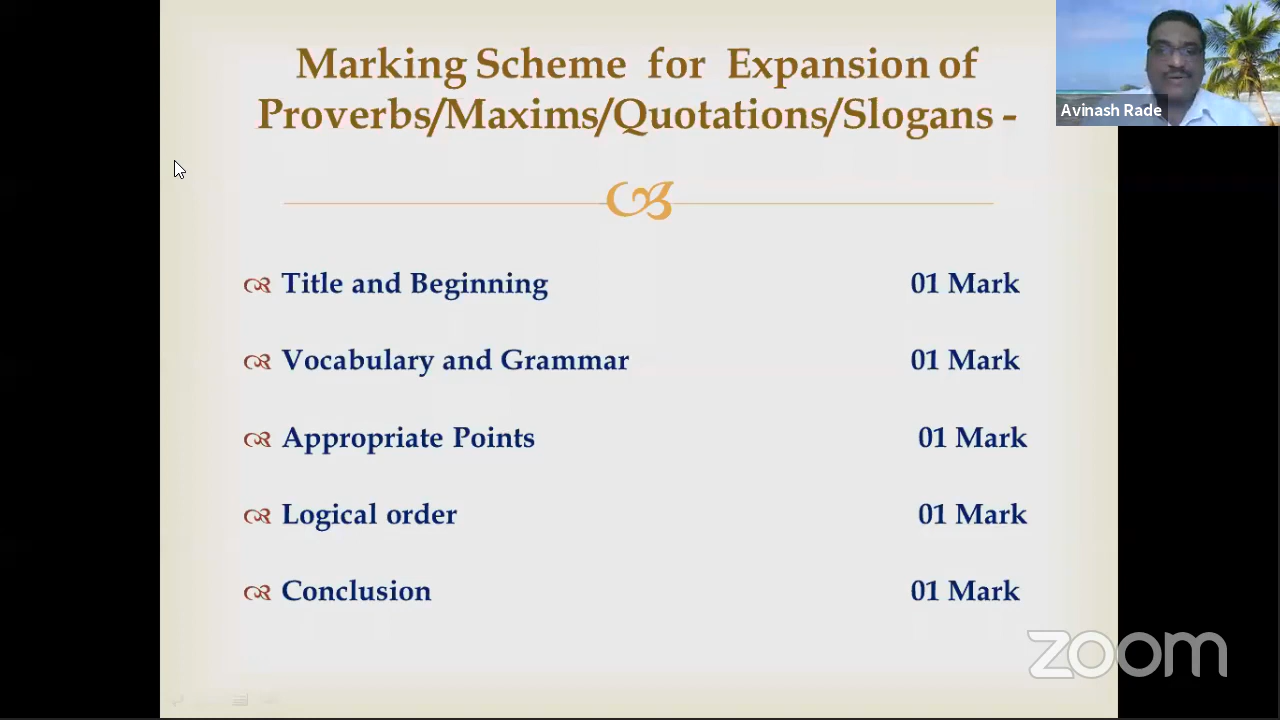 Marking Scheme for Expansion of
Proverbs/Maxims/Quotations/Slogans -
Avinash Rade
Title and Beginning 01 Mark
Vocabulary and Grammar 01 Mark
Appropriate Points 01 Mark
Logical order 01 Mark
Conclusion 01 Mark
zoom